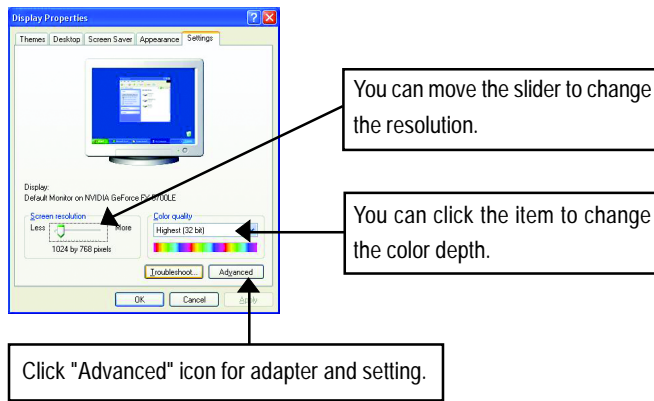 Display Properties
Themes Desktop Screen Saver Appearance Settings
You can move the slider to change
the resolution.
Display:
Default Monitor on NVIDIA GeForce FX 5700LE
Screen resolution
Less More
1024 by 768 pixels
Color quality
Highest (32 bit)
You can click the item to change
the color depth.
Troubleshoot... Advanced
OK Cancel Apply
Click "Advanced" icon for adapter and setting.